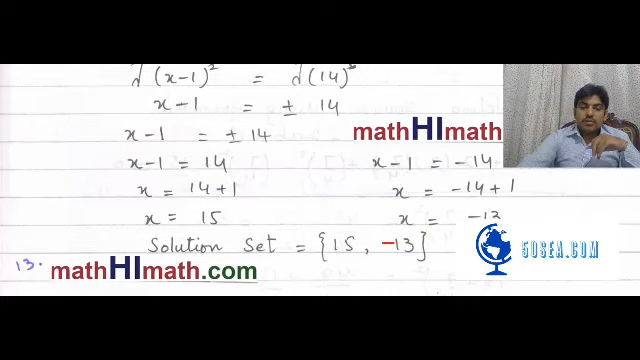 √(x-1)² = √(14)²
x-1 = ± 14
x-1 = ± 14
mathHImath
x-1 = 14
x-1 = -14
x = 14+1
x = -14+1
x = 15
x = -13
Solution Set = {15, -13}
50SEA.COM
13.
mathHImath.com